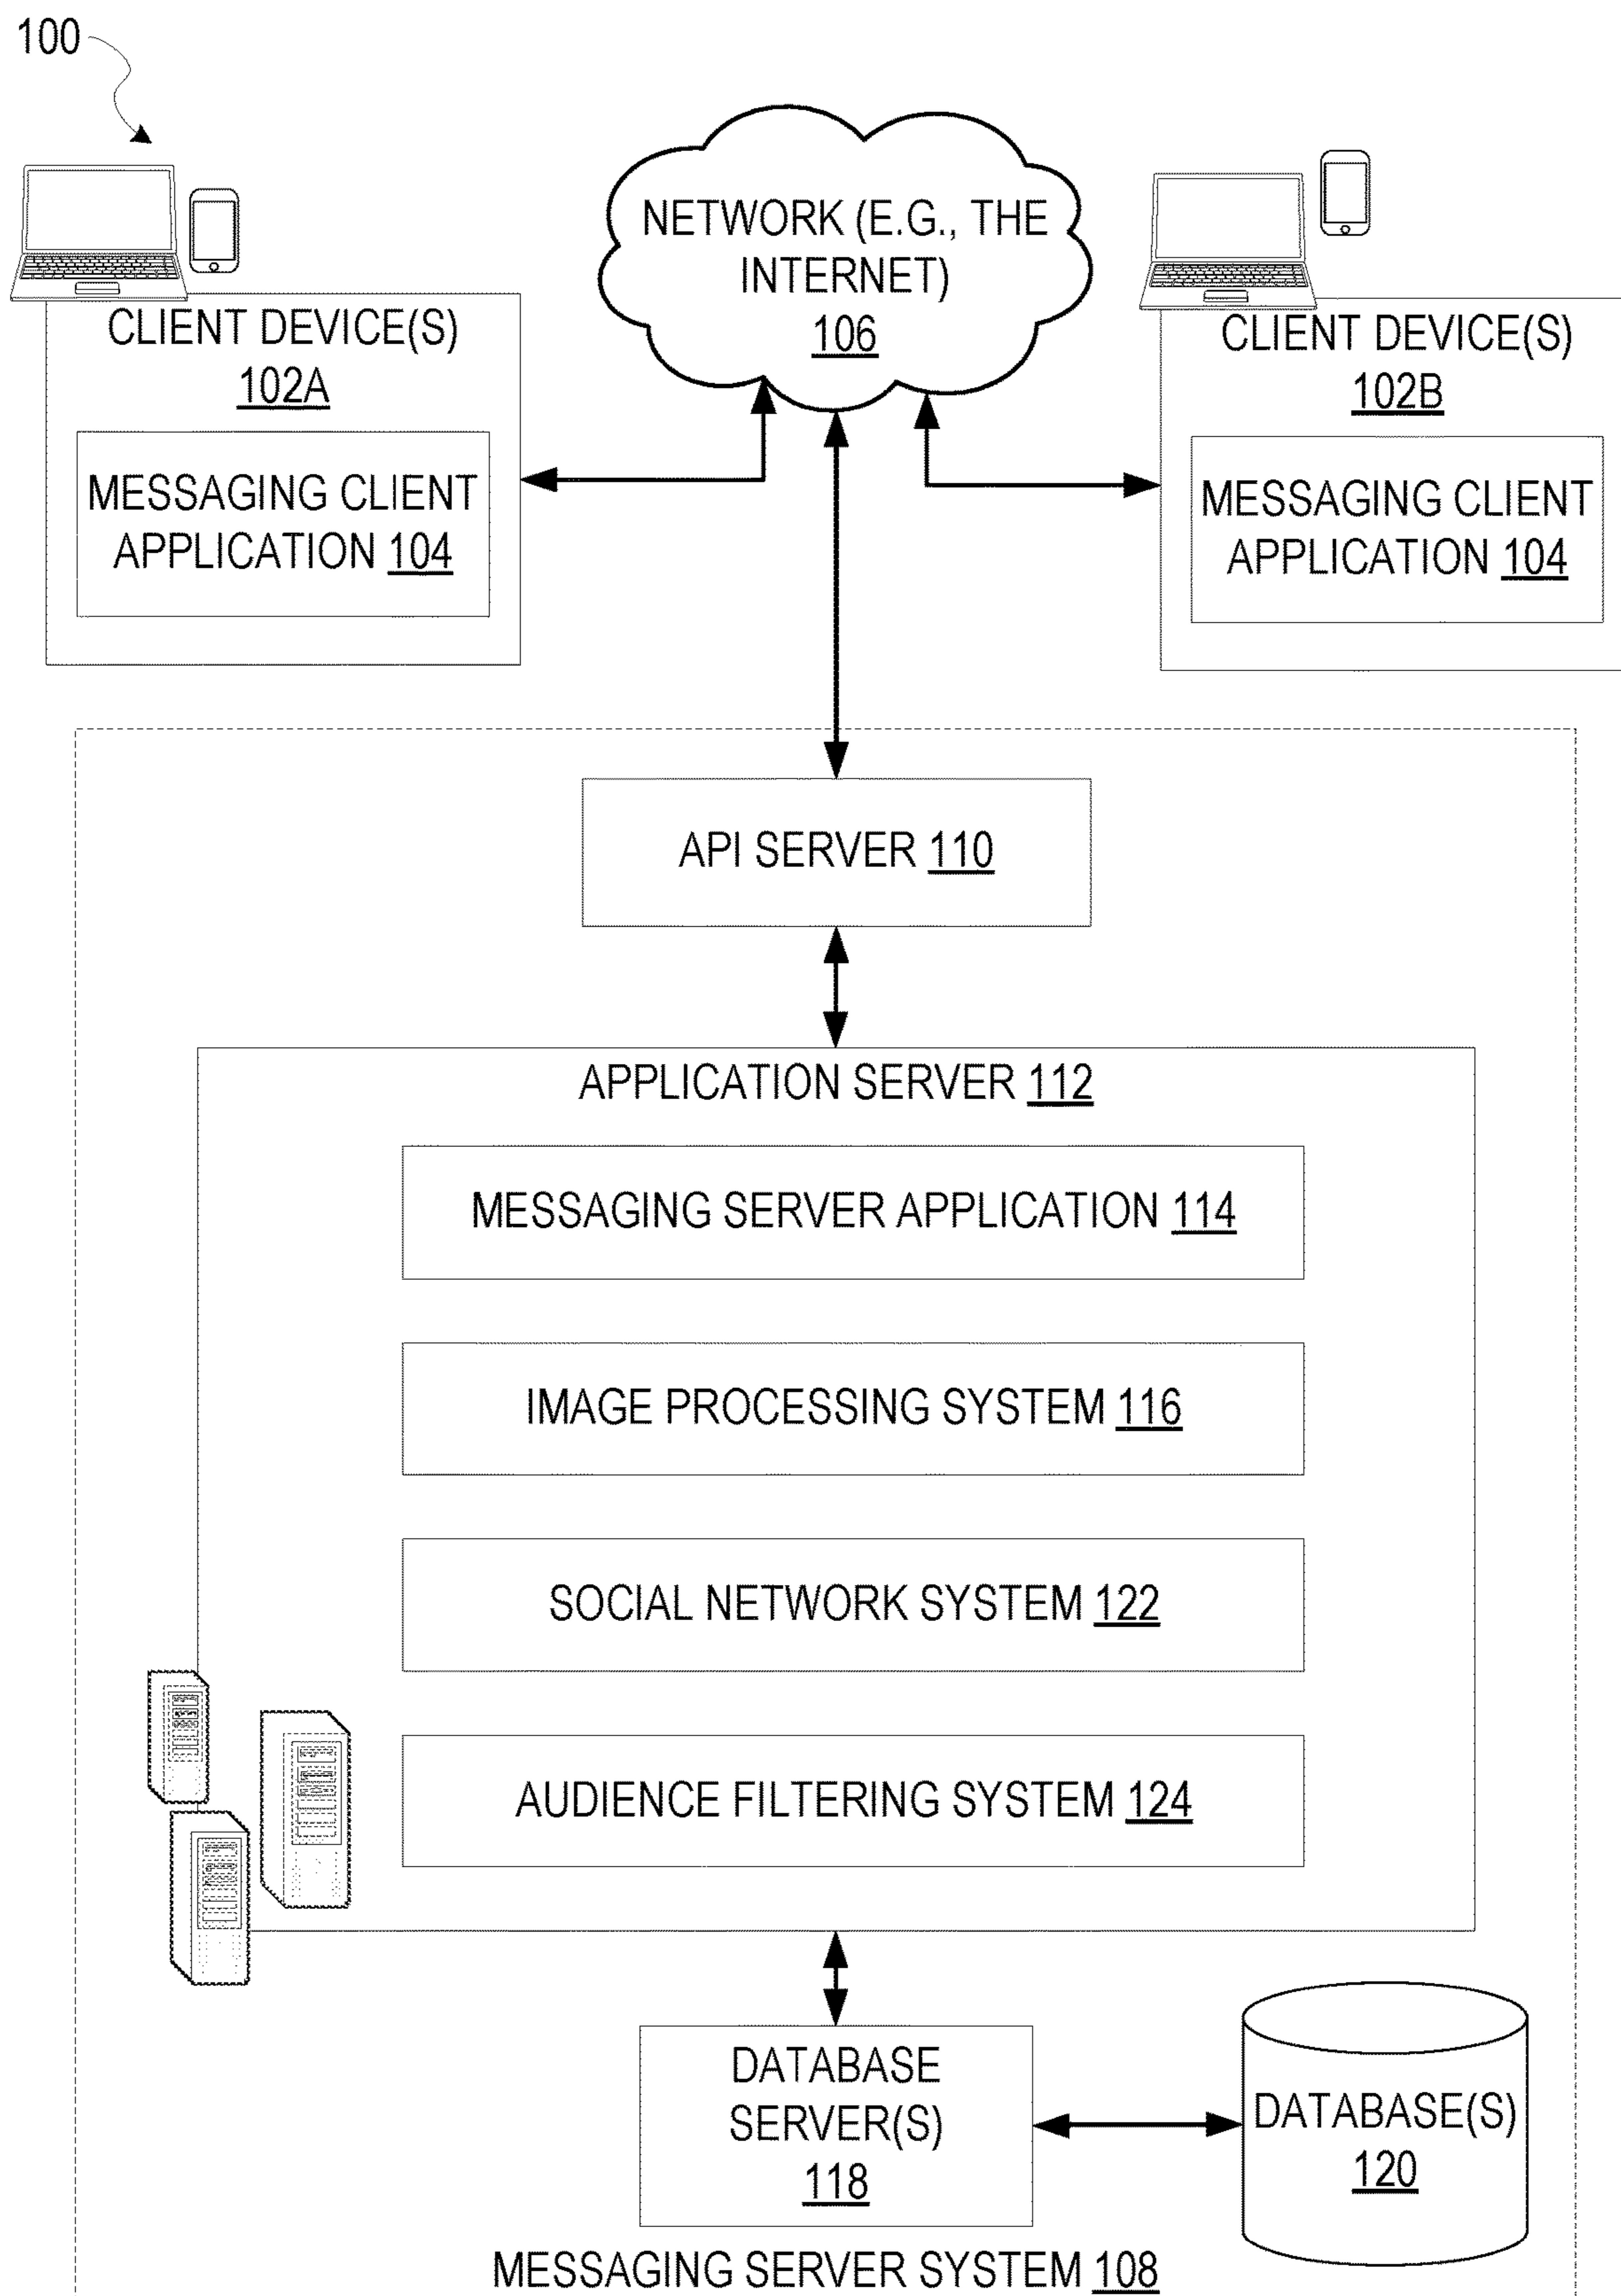 100
NETWORK (E.G., THE
INTERNET)
106
CLIENT DEVICE(S)
102A
MESSAGING CLIENT
APPLICATION 104
CLIENT DEVICE(S)
102B
MESSAGING CLIENT
APPLICATION 104
API SERVER 110
APPLICATION SERVER 112
MESSAGING SERVER APPLICATION 114
IMAGE PROCESSING SYSTEM 116
SOCIAL NETWORK SYSTEM 122
AUDIENCE FILTERING SYSTEM 124
DATABASE
SERVER(S)
118
DATABASE(S)
120
MESSAGING SERVER SYSTEM 108